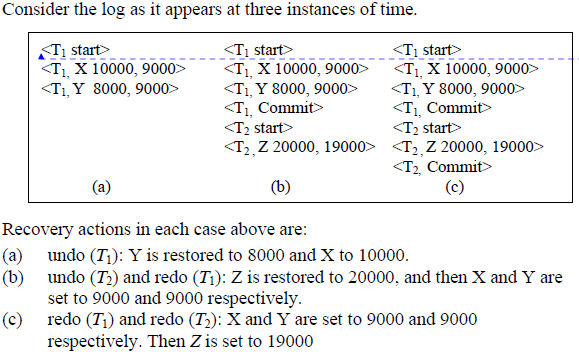 Consider the log as it appears at three instances of time.
<T1 start> <T1 start> <T1 start>
<T1, X 10000, 9000> <T1, X 10000, 9000> <T1, X 10000, 9000>
<T1, Y 8000, 9000> <T1, Y 8000, 9000> <T1, Y 8000, 9000>
<T1, Commit> <T1, Commit>
<T2 start> <T2 start>
<T2, Z 20000, 19000> <T2, Z 20000, 19000>
<T2, Commit>
(a) (b) (c)
Recovery actions in each case above are:
(a) undo (T1): Y is restored to 8000 and X to 10000.
(b) undo (T2) and redo (T1): Z is restored to 20000, and then X and Y are
set to 9000 and 9000 respectively.
(c) redo (T1) and redo (T2): X and Y are set to 9000 and 9000
respectively. Then Z is set to 19000